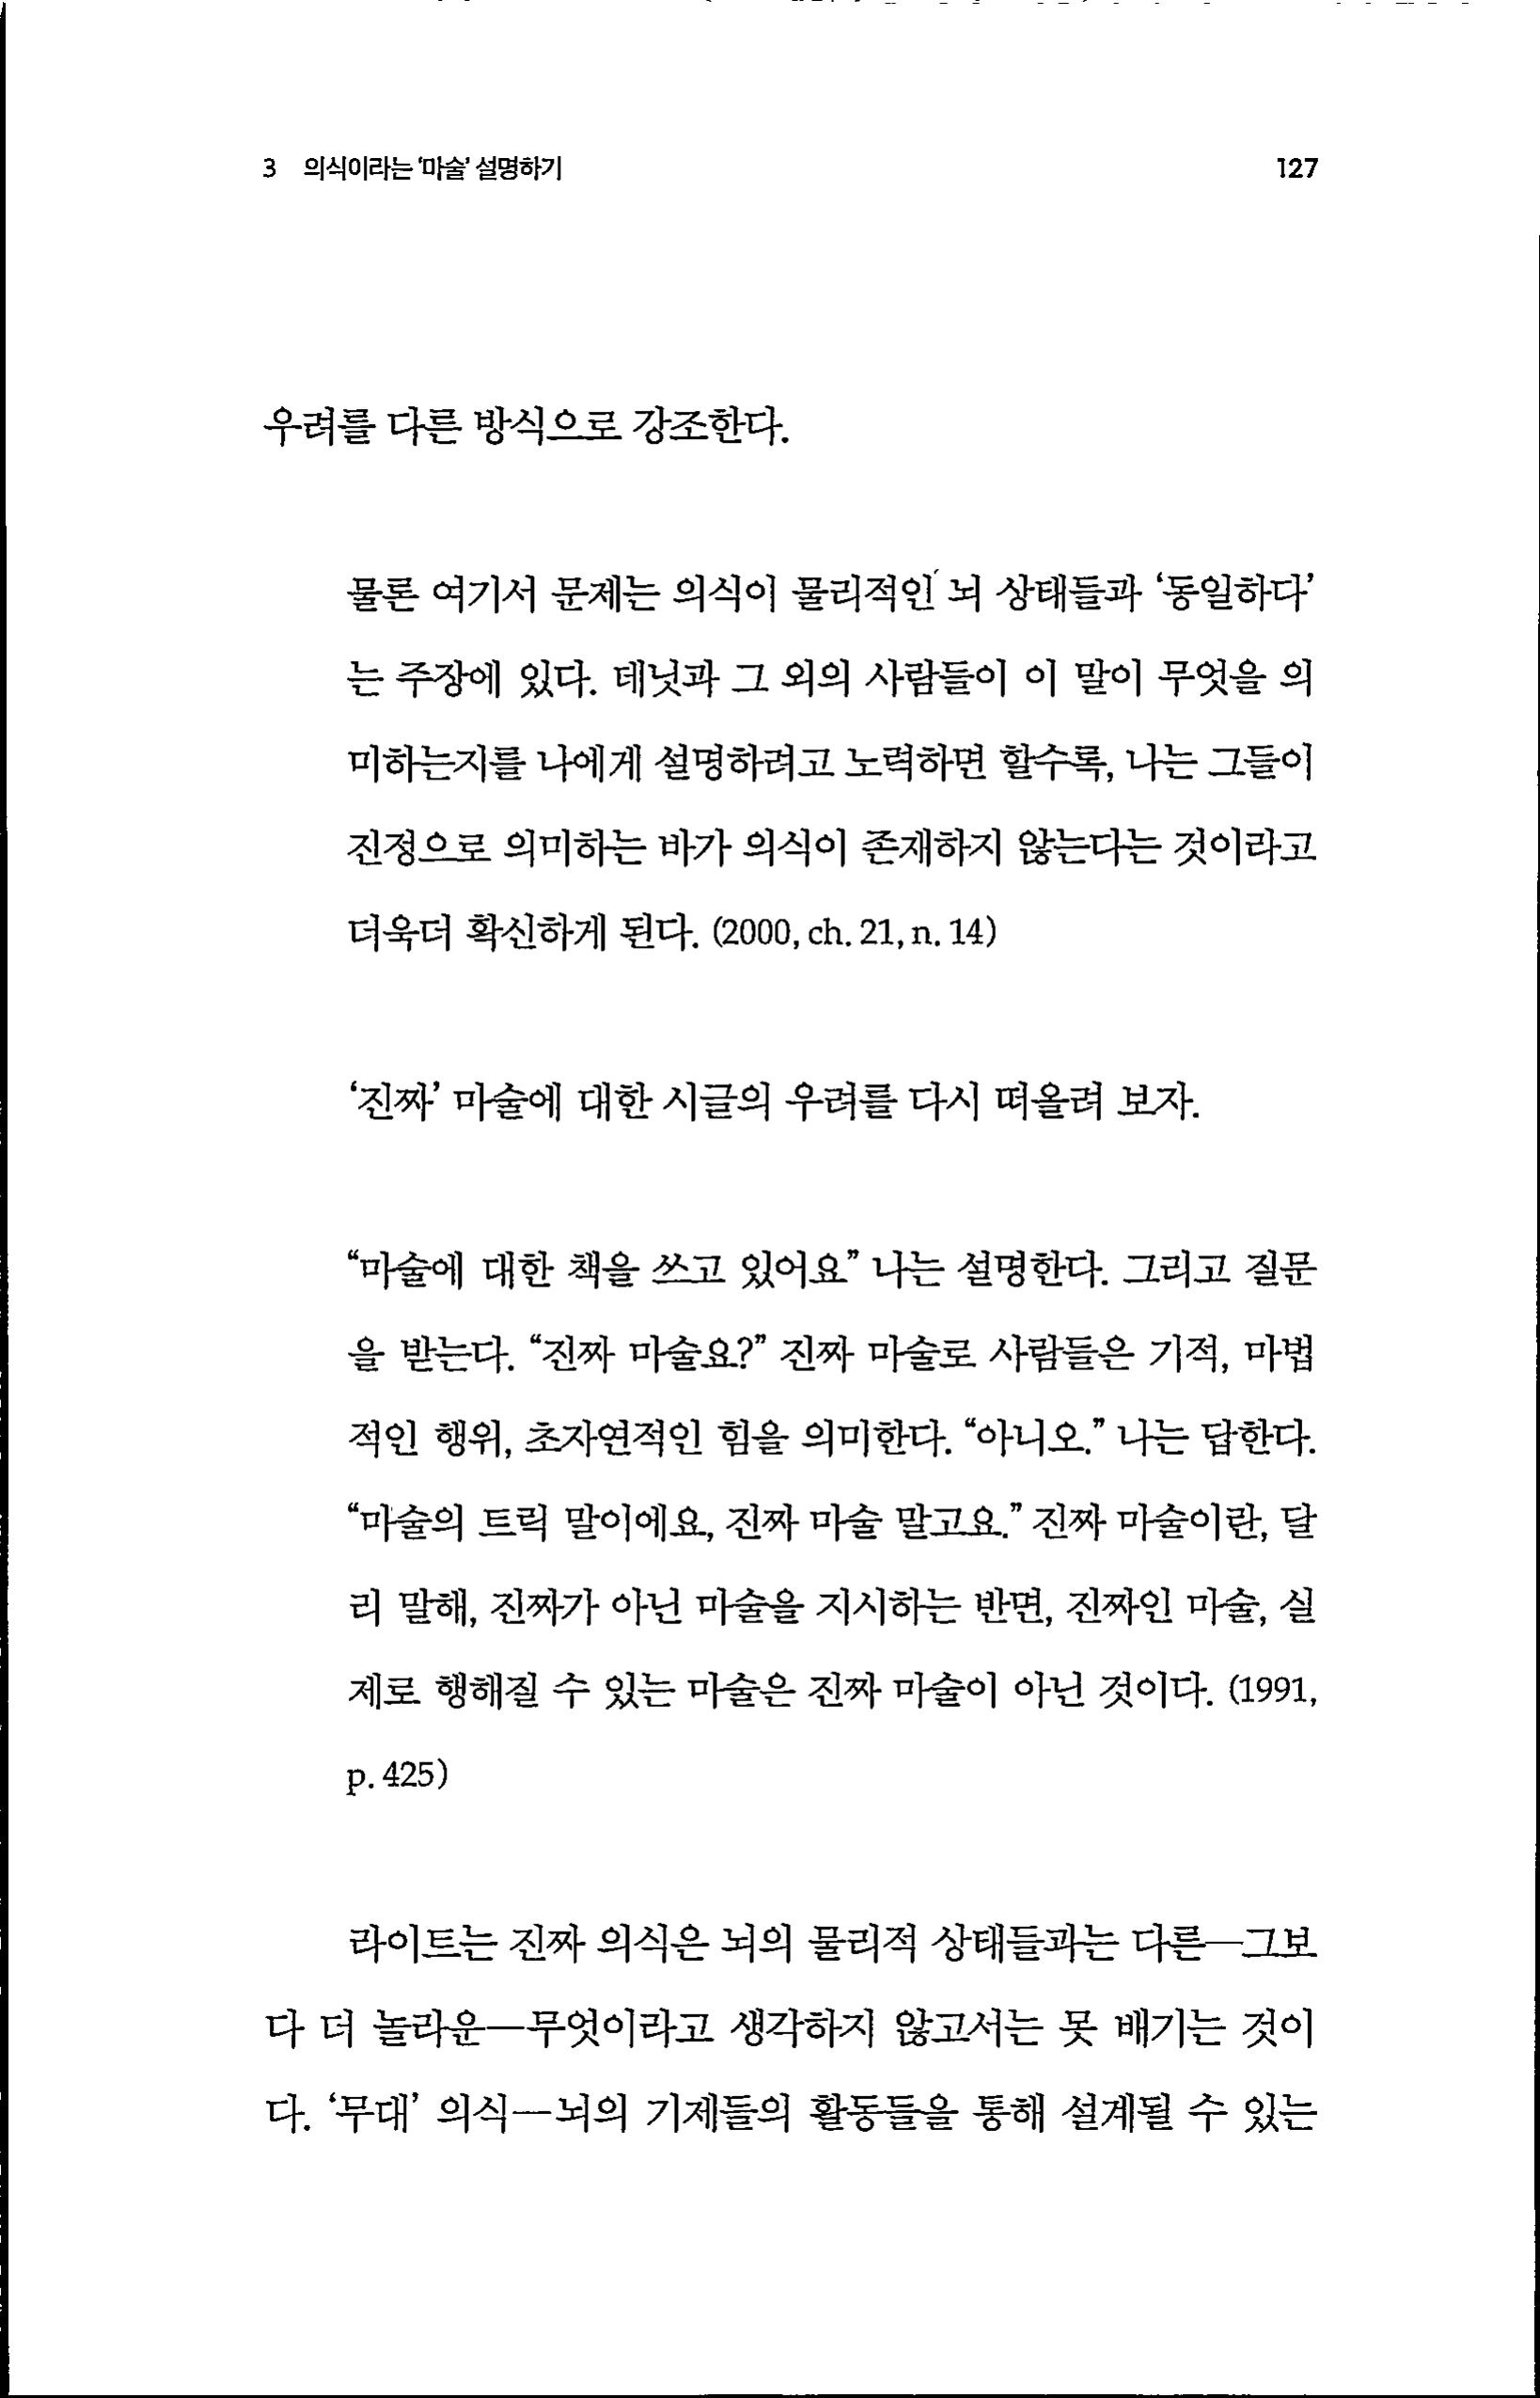 3 의식이라는 ‘마술’ 설명하기 127
우려를 다른 방식으로 강조한다.
물론 여기서 문제는 의식이 물리적인 뇌 상태들과 ‘동일하다’
는 주장에 있다. 데닛과 그 외의 사람들이 이 말이 무엇을 의
미하는지를 나에게 설명하려고 노력하면 할수록, 나는 그들이
진정으로 의미하는 바가 의식이 존재하지 않는다는 것이라고
더욱더 확신하게 된다. (2000, ch. 21, n. 14)
‘진짜’ 마술에 대한 시글의 우려를 다시 떠올려 보자.
“마술에 대한 책을 쓰고 있어요” 나는 설명한다. 그리고 질문
을 받는다. “진짜 마술요?” 진짜 마술로 사람들은 기적, 마법
적인 행위, 초자연적인 힘을 의미한다. “아니오.” 나는 답한다.
“마술의 트릭 말이에요, 진짜 마술 말고요.” 진짜 마술이란, 달
리 말해, 진짜가 아닌 마술을 지시하는 반면, 진짜인 마술, 실
제로 행해질 수 있는 마술은 진짜 마술이 아닌 것이다. (1991,
p. 425)
라이트는 진짜 의식은 뇌의 물리적 상태들과는 다른—그보
다 더 놀라운—무엇이라고 생각하지 않고서는 못 배기는 것이
다. ‘무대’ 의식—뇌의 기제들의 활동들을 통해 설계될 수 있는